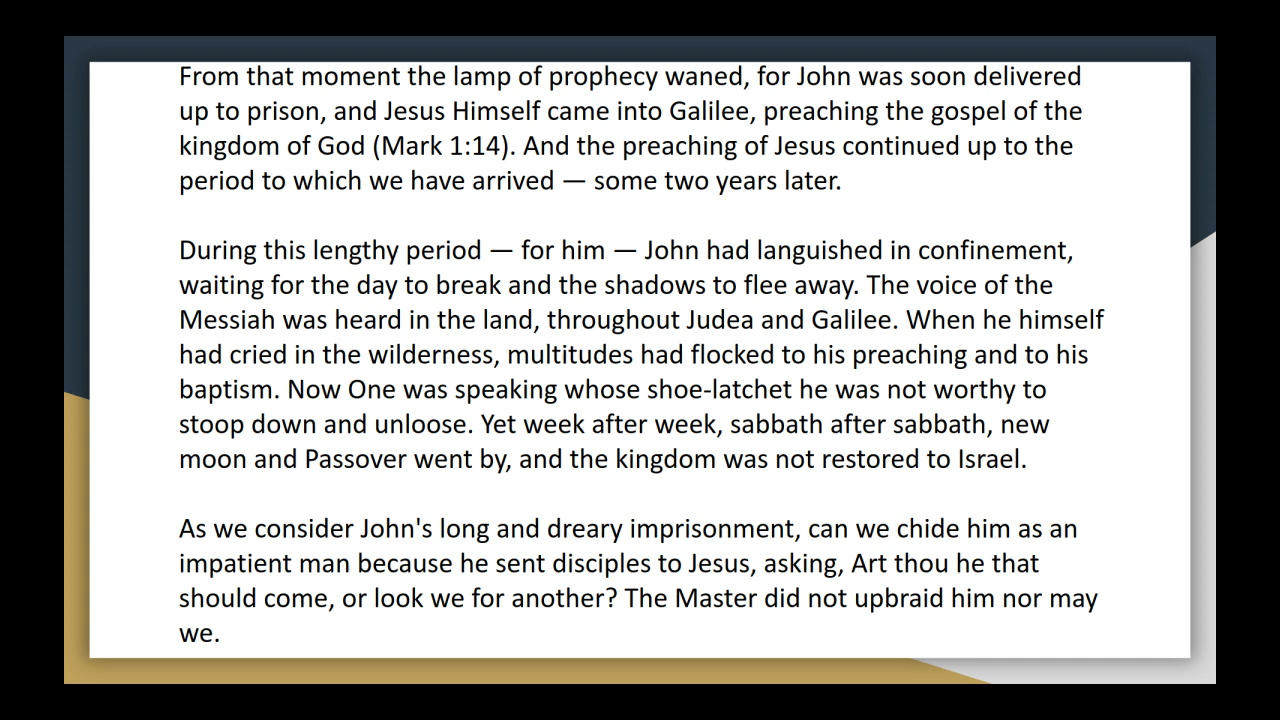 From that moment the lamp of prophecy waned, for John was soon delivered
up to prison, and Jesus Himself came into Galilee, preaching the gospel of the
kingdom of God (Mark 1:14). And the preaching of Jesus continued up to the
period to which we have arrived — some two years later.
During this lengthy period — for him — John had languished in confinement,
waiting for the day to break and the shadows to flee away. The voice of the
Messiah was heard in the land, throughout Judea and Galilee. When he himself
had cried in the wilderness, multitudes had flocked to his preaching and to his
baptism. Now One was speaking whose shoe-latchet he was not worthy to
stoop down and unloose. Yet week after week, sabbath after sabbath, new
moon and Passover went by, and the kingdom was not restored to Israel.
As we consider John's long and dreary imprisonment, can we chide him as an
impatient man because he sent disciples to Jesus, asking, Art thou he that
should come, or look we for another? The Master did not upbraid him nor may
we.